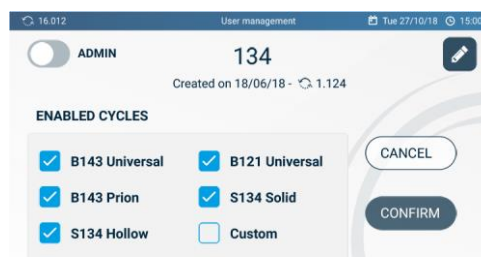 16.012 User management Tue 27/10/18 15:00
ADMIN 134
Created on 18/06/18 - 1.124
ENABLED CYCLES
B143 Universal B121 Universal
B143 Prion S134 Solid
S134 Hollow Custom
CANCEL
CONFIRM